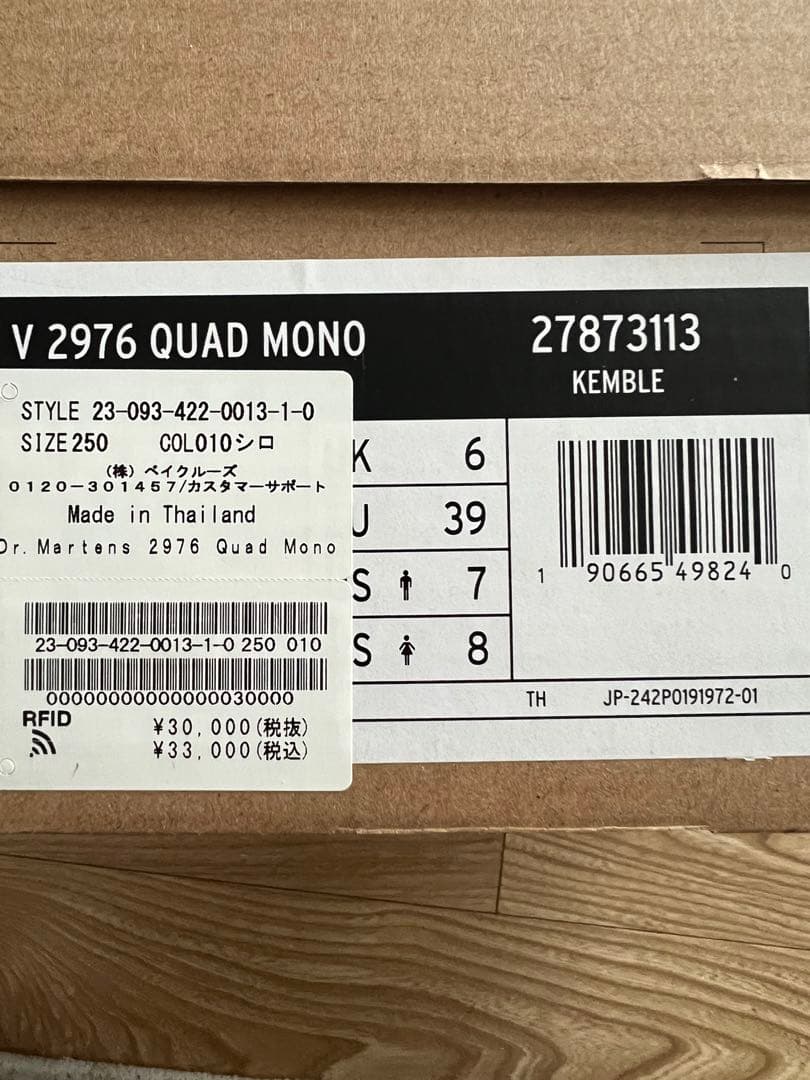 V 2976 QUAD MONO
27873113
KEMBLE
STYLE 23-093-422-0013-1-0
SIZE250 COL010シロ
(株) ベイクルーズ
0120-301457/カスタマーサポート
Made in Thailand
Dr. Martens 2976 Quad Mono
23-093-422-0013-1-0 250 010
00000000000000030000
RFID
¥30,000(税抜)
¥33,000(税込)
K 6
U 39
S 7
S 8
1 90665 49824 0
TH JP-242P0191972-01